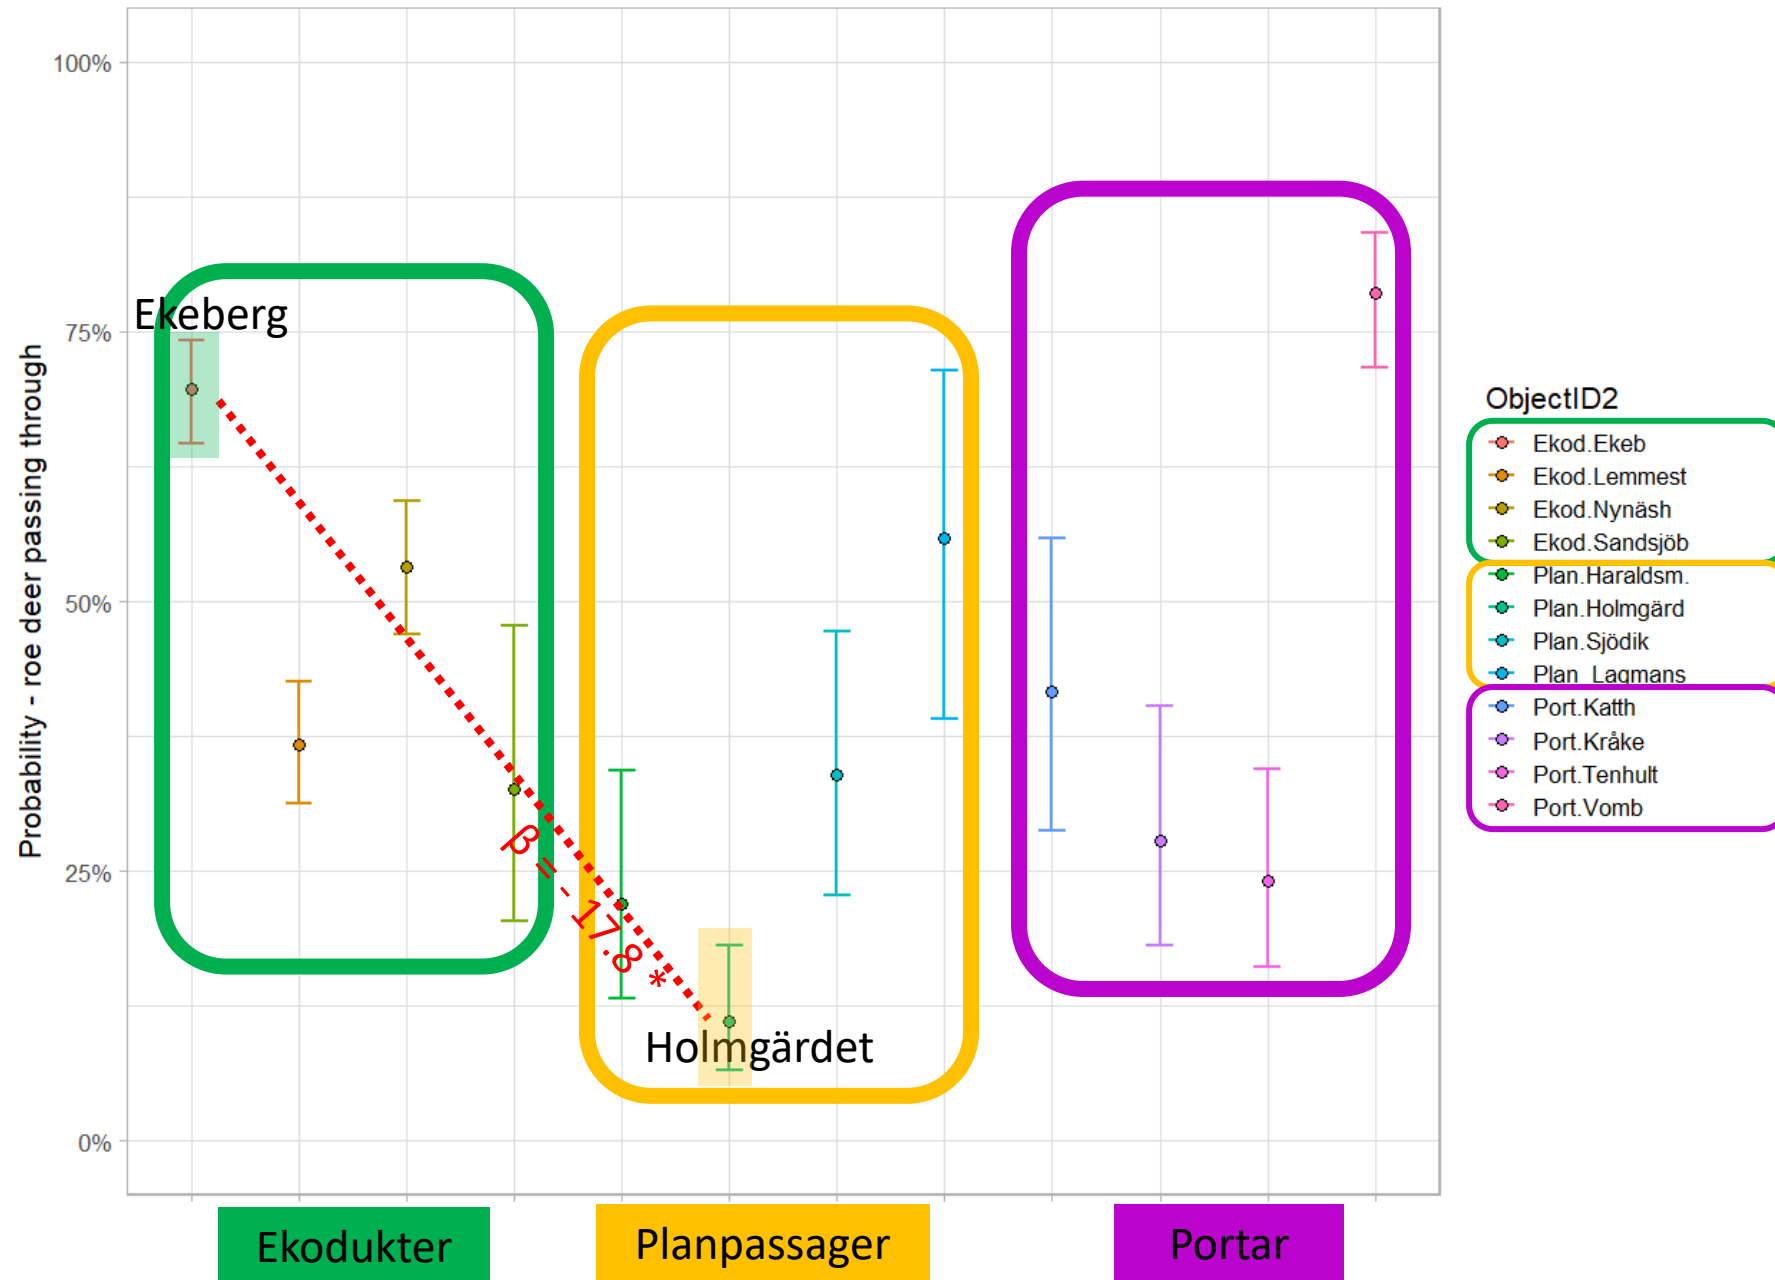 100%
75%
50%
25%
0%
Probability - roe deer passing through
Ekeberg
β = -17.8 *
Holmgärdet
Ekodukter
Planpassager
Portar
ObjectID2
Ekod.Ekeb
Ekod.Lemmest
Ekod.Nynäsh
Ekod.Sandsjöb
Plan.Haraldsm.
Plan.Holmgärd
Plan.Sjödik
Plan_Lagmans
Port.Katth
Port.Kråke
Port.Tenhult
Port.Vomb